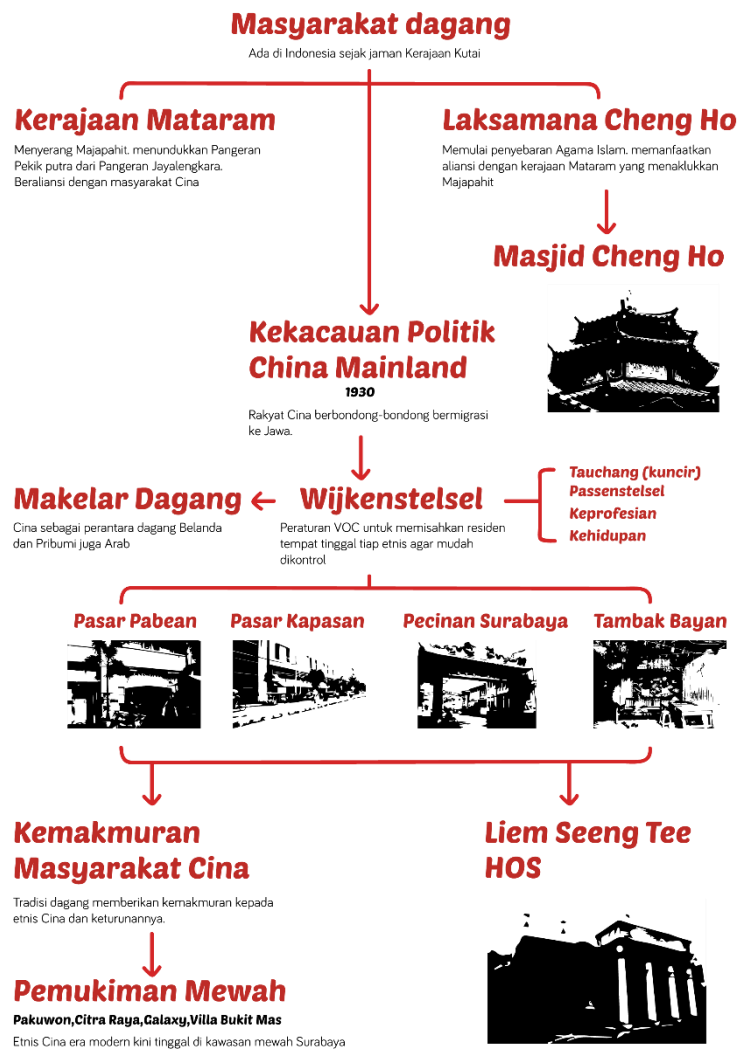 Masyarakat dagang
Ada di Indonesia sejak jaman Kerajaan Kutai
Kerajaan Mataram
Menyerang Majapahit. menundukkan Pangeran
Pekik putra dari Pangeran Jayalengkara.
Beraliansi dengan masyarakat Cina
Laksamana Cheng Ho
Memulai penyebaran Agama Islam. memanfaatkan
aliansi dengan kerajaan Mataram yang menaklukkan
Majapahit
Masjid Cheng Ho
Kekacauan Politik
China Mainland
1930
Rakyat Cina berbondong-bondong bermigrasi
ke Jawa.
Makelar Dagang
Cina sebagai perantara dagang Belanda
dan Pribumi juga Arab
Wijkenstelsel
Peraturan VOC untuk memisahkan residen
tempat tinggal tiap etnis agar mudah
dikontrol
Tauchang (kuncir)
Passenstelsel
Keprofesian
Kehidupan
Pasar Pabean
Pasar Kapasan
Pecinan Surabaya
Tambak Bayan
Kemakmuran
Masyarakat Cina
Tradisi dagang memberikan kemakmuran kepada
etnis Cina dan keturunannya.
Liem Seeng Tee
HOS
Pemukiman Mewah
Pakuwon,Citra Raya,Galaxy,Villa Bukit Mas
Etnis Cina era modern kini tinggal di kawasan mewah Surabaya